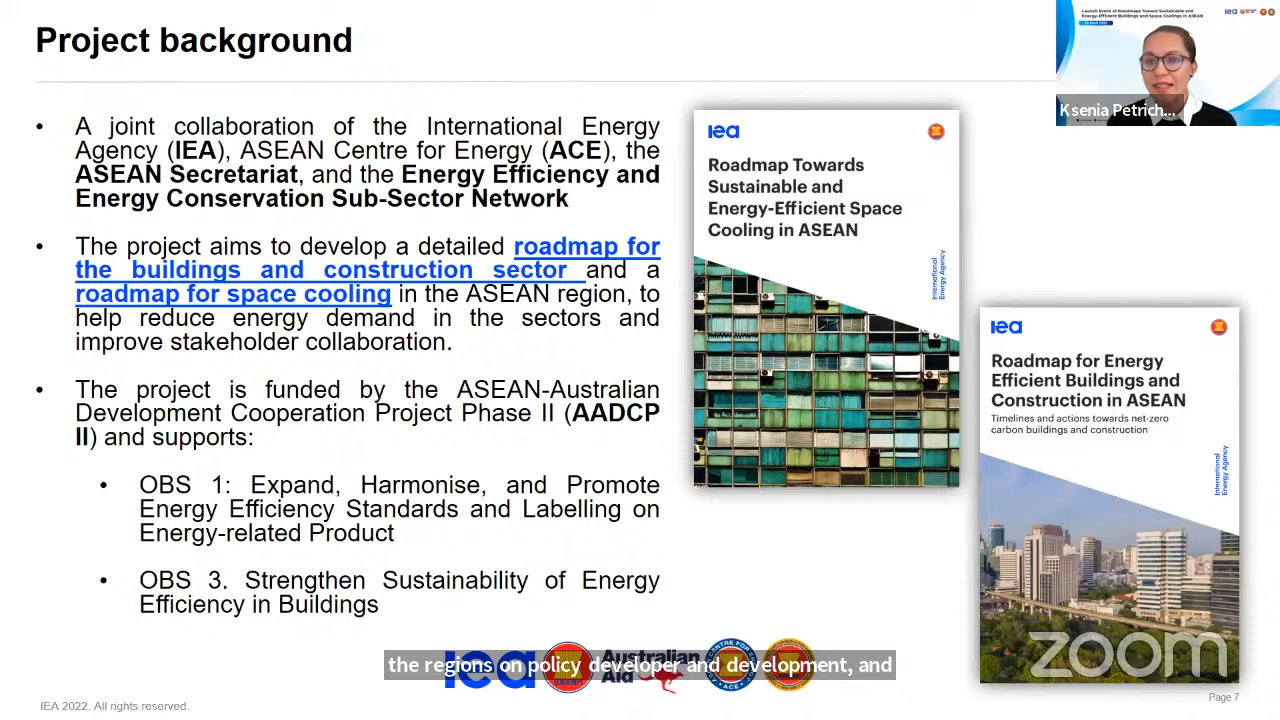 Project background
Launch Event of Roadmaps Toward Sustainable and
Energy-Efficient Buildings and Space Coolings in ASEAN
iea
Ksenia Petrich...
• A joint collaboration of the International Energy
Agency (IEA), ASEAN Centre for Energy (ACE), the
ASEAN Secretariat, and the Energy Efficiency and
Energy Conservation Sub-Sector Network
• The project aims to develop a detailed roadmap for
the buildings and construction sector and a
roadmap for space cooling in the ASEAN region, to
help reduce energy demand in the sectors and
improve stakeholder collaboration.
• The project is funded by the ASEAN-Australian
Development Cooperation Project Phase II (AADCP
II) and supports:
• OBS 1: Expand, Harmonise, and Promote
Energy Efficiency Standards and Labelling on
Energy-related Product
• OBS 3. Strengthen Sustainability of Energy
Efficiency in Buildings
iea
Roadmap Towards
Sustainable and
Energy-Efficient Space
Cooling in ASEAN
International
Energy Agency
iea
Roadmap for Energy
Efficient Buildings and
Construction in ASEAN
Timelines and actions towards net-zero
carbon buildings and construction
International
Energy Agency
zoom
iea
asean
Australian
Aid
ACE
the regions on policy developer and development, and
IEA 2022. All rights reserved.
Page 7